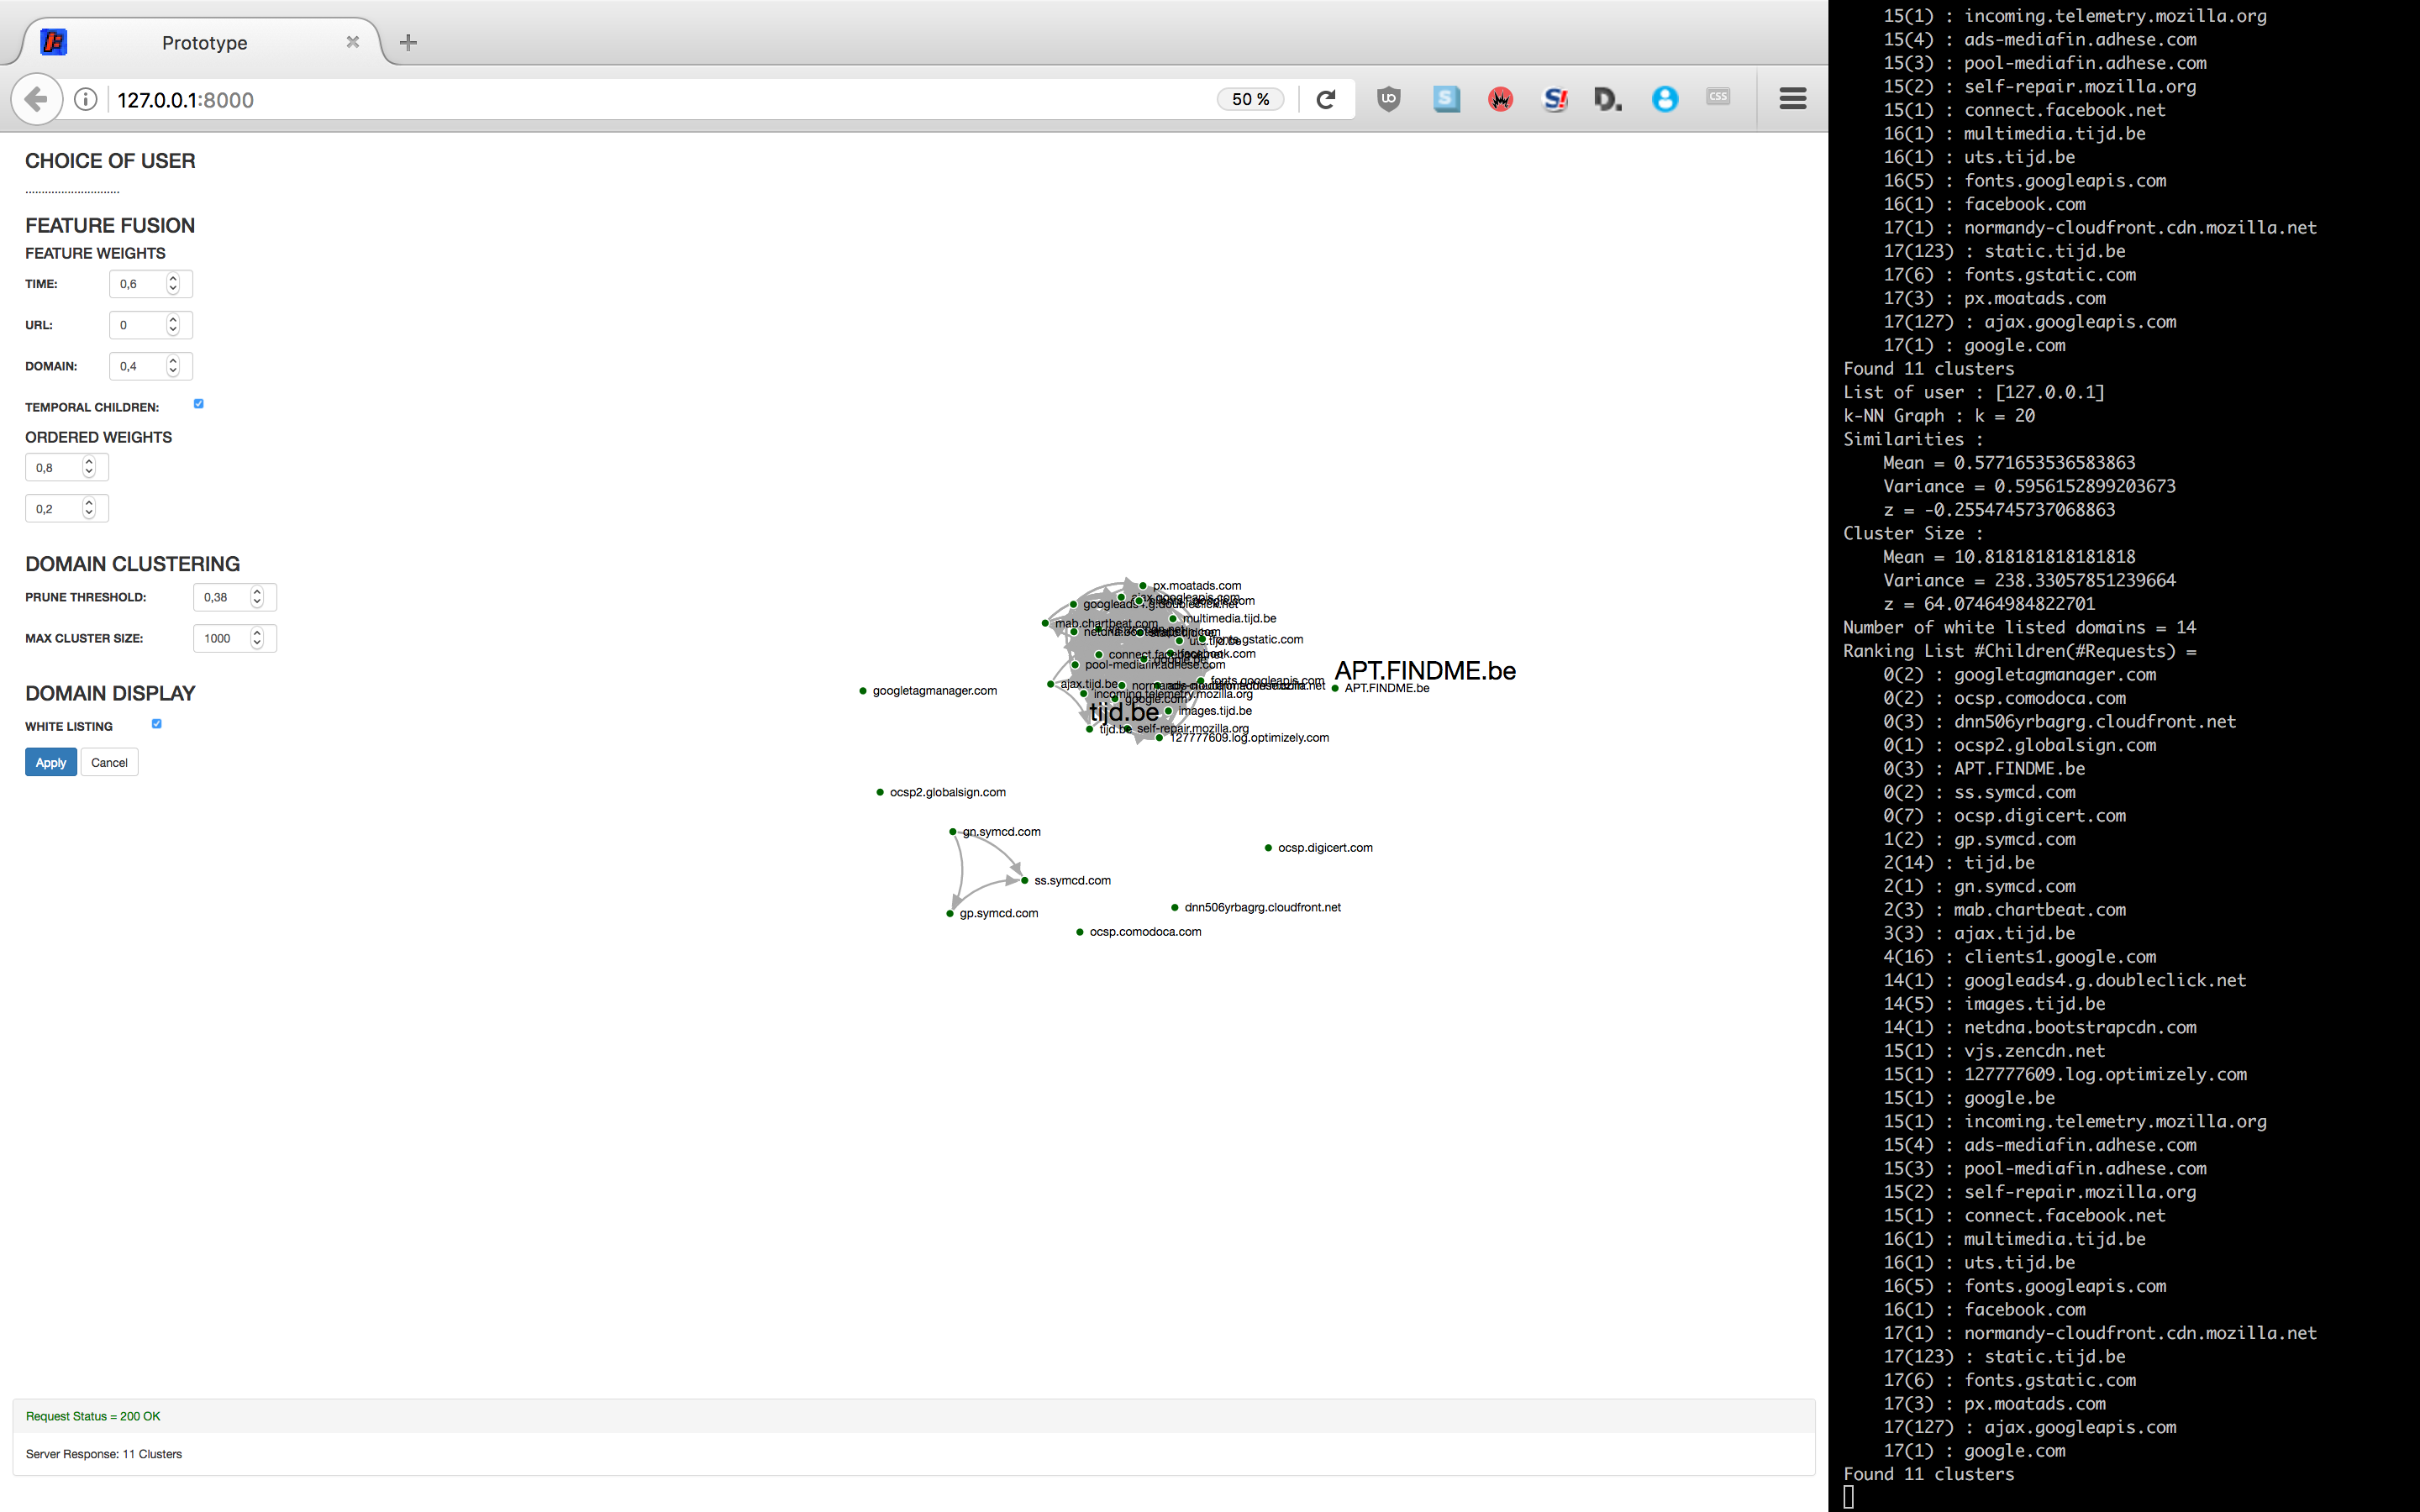 Prototype
127.0.0.1:8000
50 %
CSS
CHOICE OF USER
............................
FEATURE FUSION
FEATURE WEIGHTS
TIME: 0,6
URL: 0
DOMAIN: 0,4
TEMPORAL CHILDREN:
ORDERED WEIGHTS
0,8
0,2
DOMAIN CLUSTERING
PRUNE THRESHOLD: 0,38
MAX CLUSTER SIZE: 1000
DOMAIN DISPLAY
WHITE LISTING
Apply Cancel
px.moatads.com
multimedia.tijd.be
mab.chartbeat.com
fonts.gstatic.com
facebook.com
pool-mediafin.adhese.com
APT.FINDME.be
fonts.googleapis.com
ajax.tijd.be
APT.FINDME.be
googletagmanager.com
incoming.telemetry.mozilla.org
google.com
tijd.be
images.tijd.be
tijd.be
self-repair.mozilla.org
127777609.log.optimizely.com
ocsp2.globalsign.com
gn.symcd.com
ocsp.digicert.com
ss.symcd.com
dnn506yrbagrg.cloudfront.net
gp.symcd.com
ocsp.comodoca.com
Request Status = 200 OK
Server Response: 11 Clusters
15(1) : incoming.telemetry.mozilla.org
15(4) : ads-mediafin.adhese.com
15(3) : pool-mediafin.adhese.com
15(2) : self-repair.mozilla.org
15(1) : connect.facebook.net
16(1) : multimedia.tijd.be
16(1) : uts.tijd.be
16(5) : fonts.googleapis.com
16(1) : facebook.com
17(1) : normandy-cloudfront.cdn.mozilla.net
17(123) : static.tijd.be
17(6) : fonts.gstatic.com
17(3) : px.moatads.com
17(127) : ajax.googleapis.com
17(1) : google.com
Found 11 clusters
List of user : [127.0.0.1]
k-NN Graph : k = 20
Similarities :
Mean = 0.5771653536583863
Variance = 0.5956152899203673
z = -0.2554745737068863
Cluster Size :
Mean = 10.818181818181818
Variance = 238.33057851239664
z = 64.07464984822701
Number of white listed domains = 14
Ranking List #Children(#Requests) =
0(2) : googletagmanager.com
0(2) : ocsp.comodoca.com
0(3) : dnn506yrbagrg.cloudfront.net
0(1) : ocsp2.globalsign.com
0(3) : APT.FINDME.be
0(2) : ss.symcd.com
0(7) : ocsp.digicert.com
1(2) : gp.symcd.com
2(14) : tijd.be
2(1) : gn.symcd.com
2(3) : mab.chartbeat.com
3(3) : ajax.tijd.be
4(16) : clients1.google.com
14(1) : googleads4.g.doubleclick.net
14(5) : images.tijd.be
14(1) : netdna.bootstrapcdn.com
15(1) : vjs.zencdn.net
15(1) : 127777609.log.optimizely.com
15(1) : google.be
15(1) : incoming.telemetry.mozilla.org
15(4) : ads-mediafin.adhese.com
15(3) : pool-mediafin.adhese.com
15(2) : self-repair.mozilla.org
15(1) : connect.facebook.net
16(1) : multimedia.tijd.be
16(1) : uts.tijd.be
16(5) : fonts.googleapis.com
16(1) : facebook.com
17(1) : normandy-cloudfront.cdn.mozilla.net
17(123) : static.tijd.be
17(6) : fonts.gstatic.com
17(3) : px.moatads.com
17(127) : ajax.googleapis.com
17(1) : google.com
Found 11 clusters